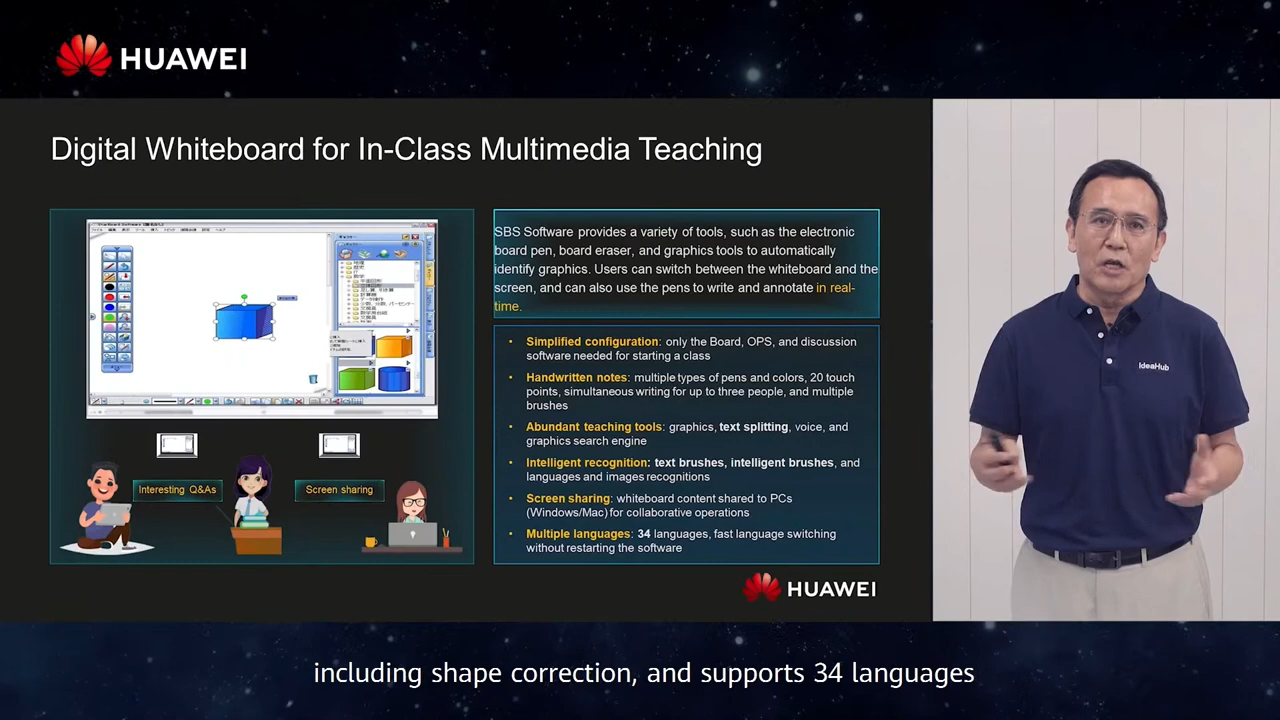 HUAWEI
Digital Whiteboard for In-Class Multimedia Teaching
Interesting Q&As
Screen sharing
SBS Software provides a variety of tools, such as the electronic
board pen, board eraser, and graphics tools to automatically
identify graphics. Users can switch between the whiteboard and the
screen, and can also use the pens to write and annotate in real-
time.
• Simplified configuration: only the Board, OPS, and discussion
software needed for starting a class
• Handwritten notes: multiple types of pens and colors, 20 touch
points, simultaneous writing for up to three people, and multiple
brushes
• Abundant teaching tools: graphics, text splitting, voice, and
graphics search engine
• Intelligent recognition: text brushes, intelligent brushes, and
languages and images recognitions
• Screen sharing: whiteboard content shared to PCs
(Windows/Mac) for collaborative operations
• Multiple languages: 34 languages, fast language switching
without restarting the software
HUAWEI
IdeaHub
including shape correction, and supports 34 languages